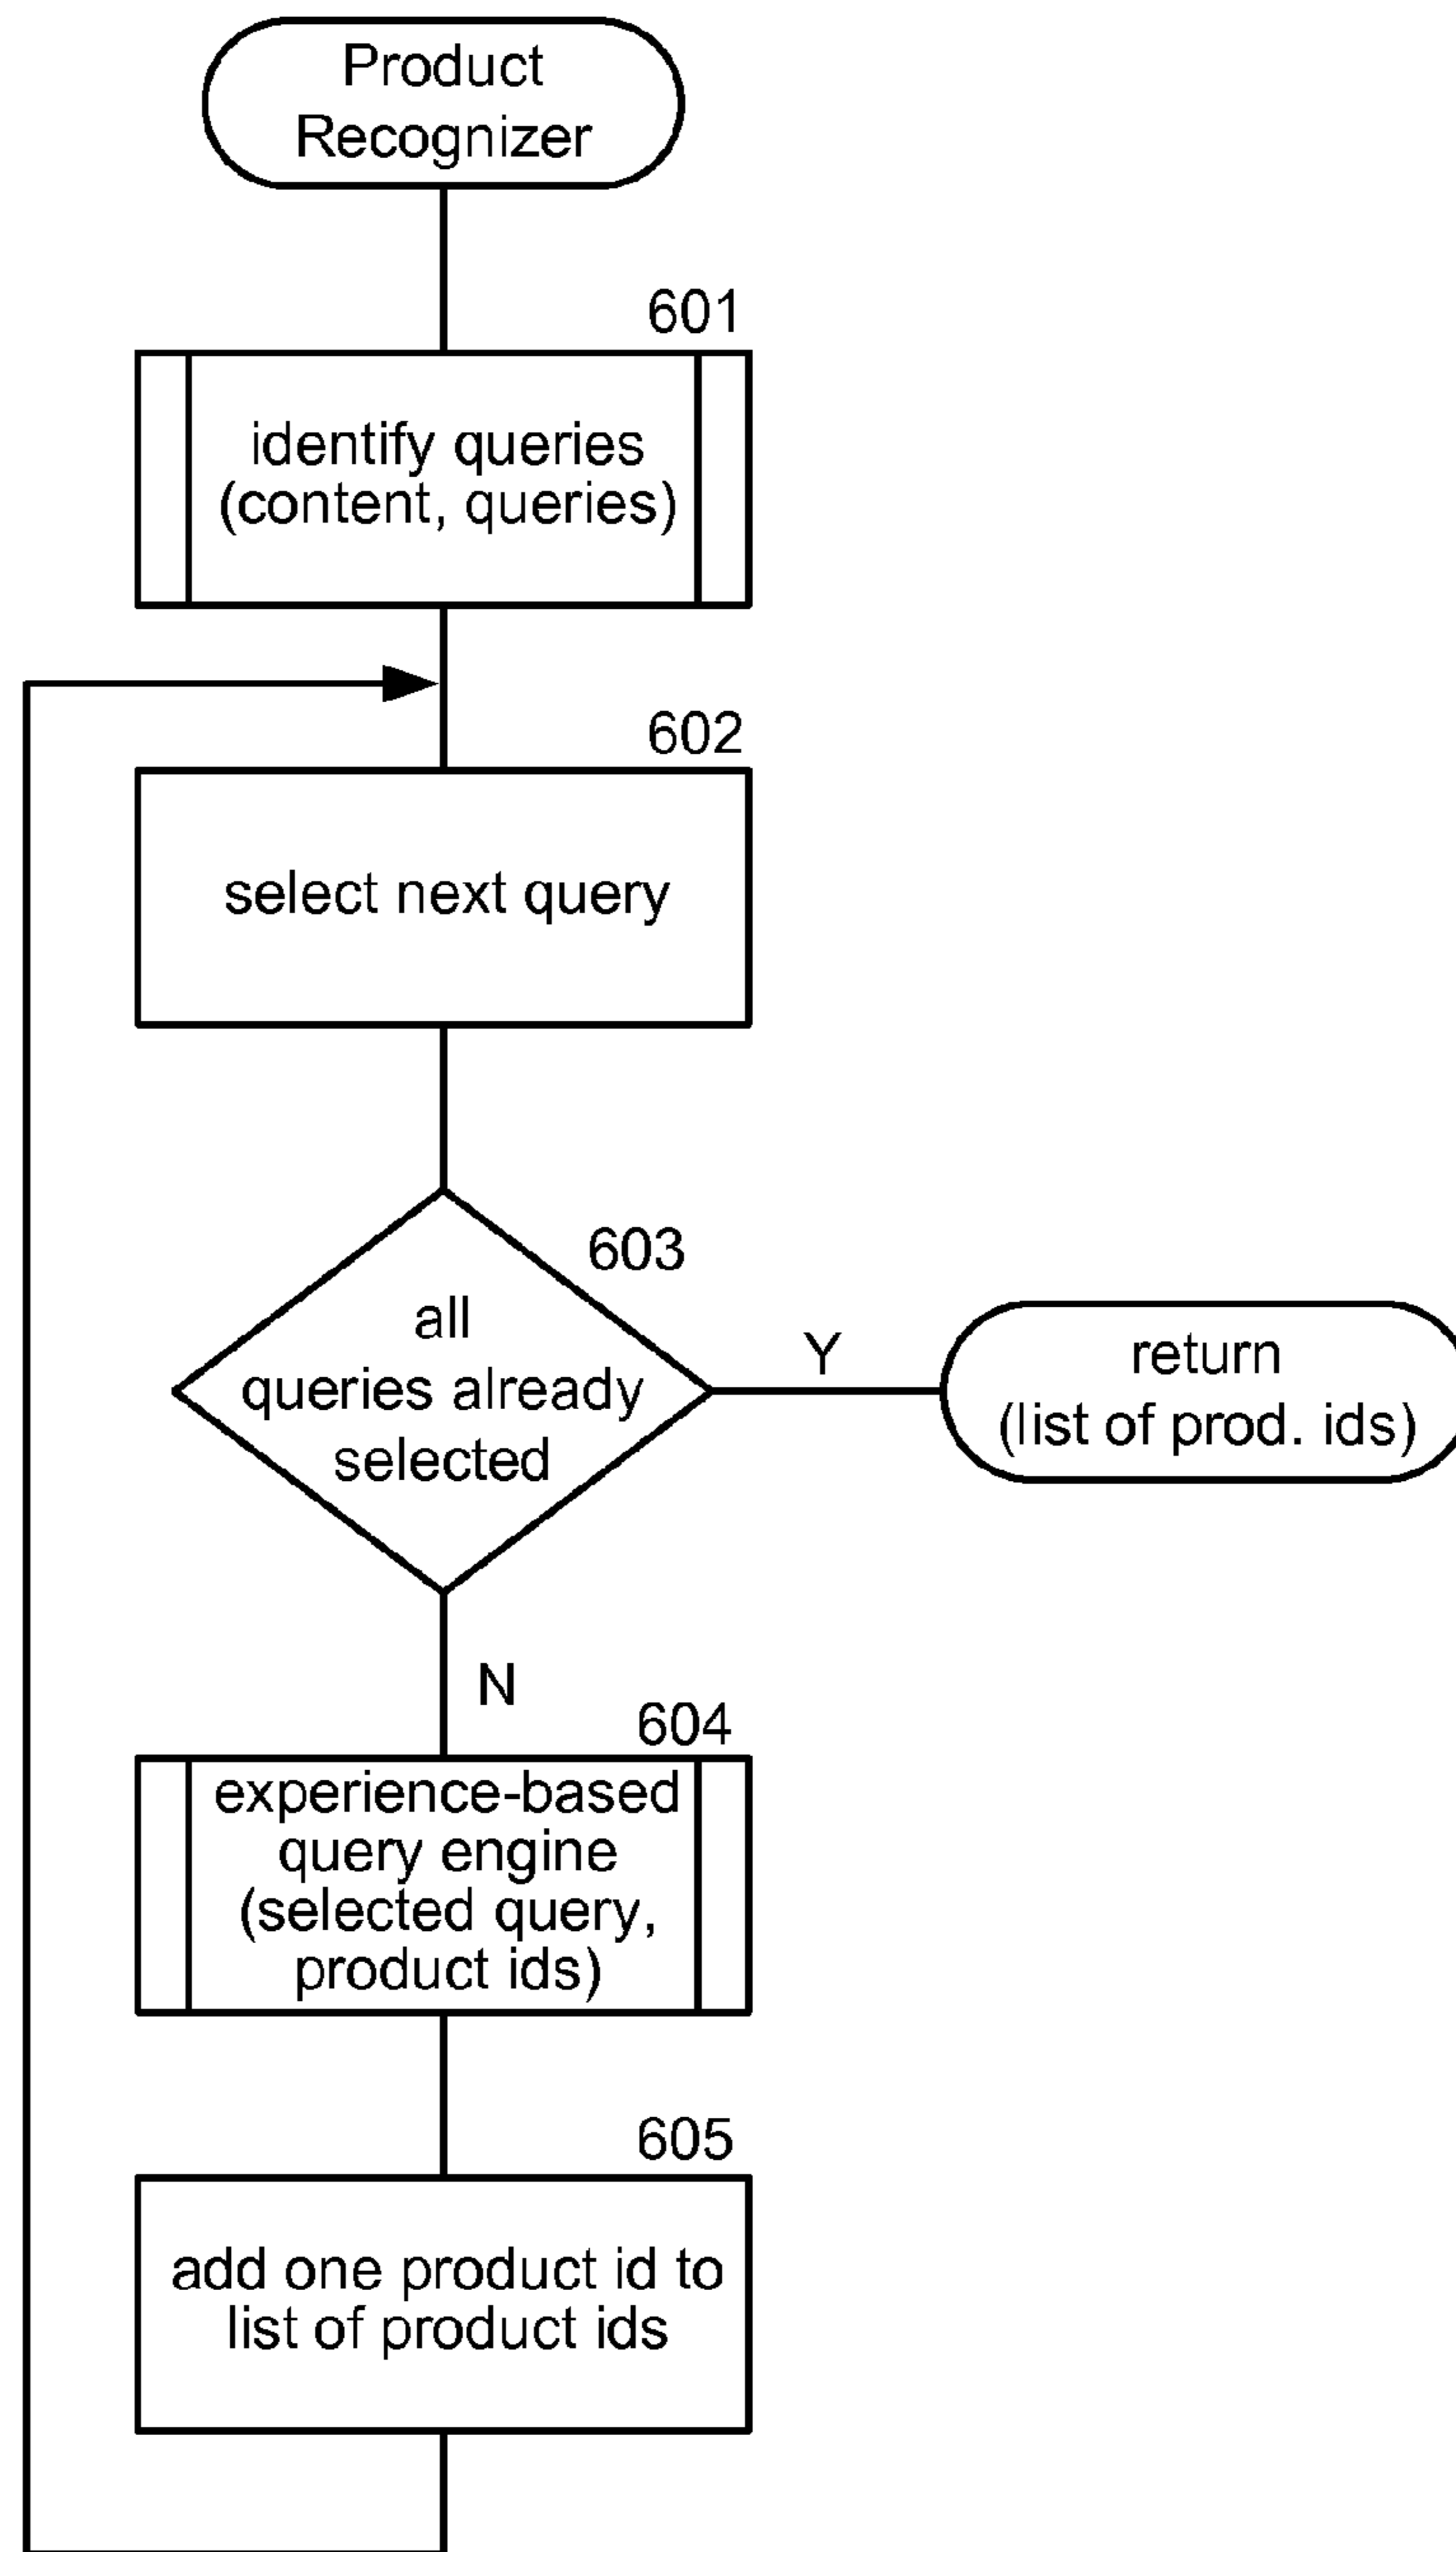 Product
Recognizer
601
identify queries
(content, queries)
602
select next query
603
all
queries already
selected
Y
return
(list of prod. ids)
N
604
experience-based
query engine
(selected query,
product ids)
605
add one product id to
list of product ids